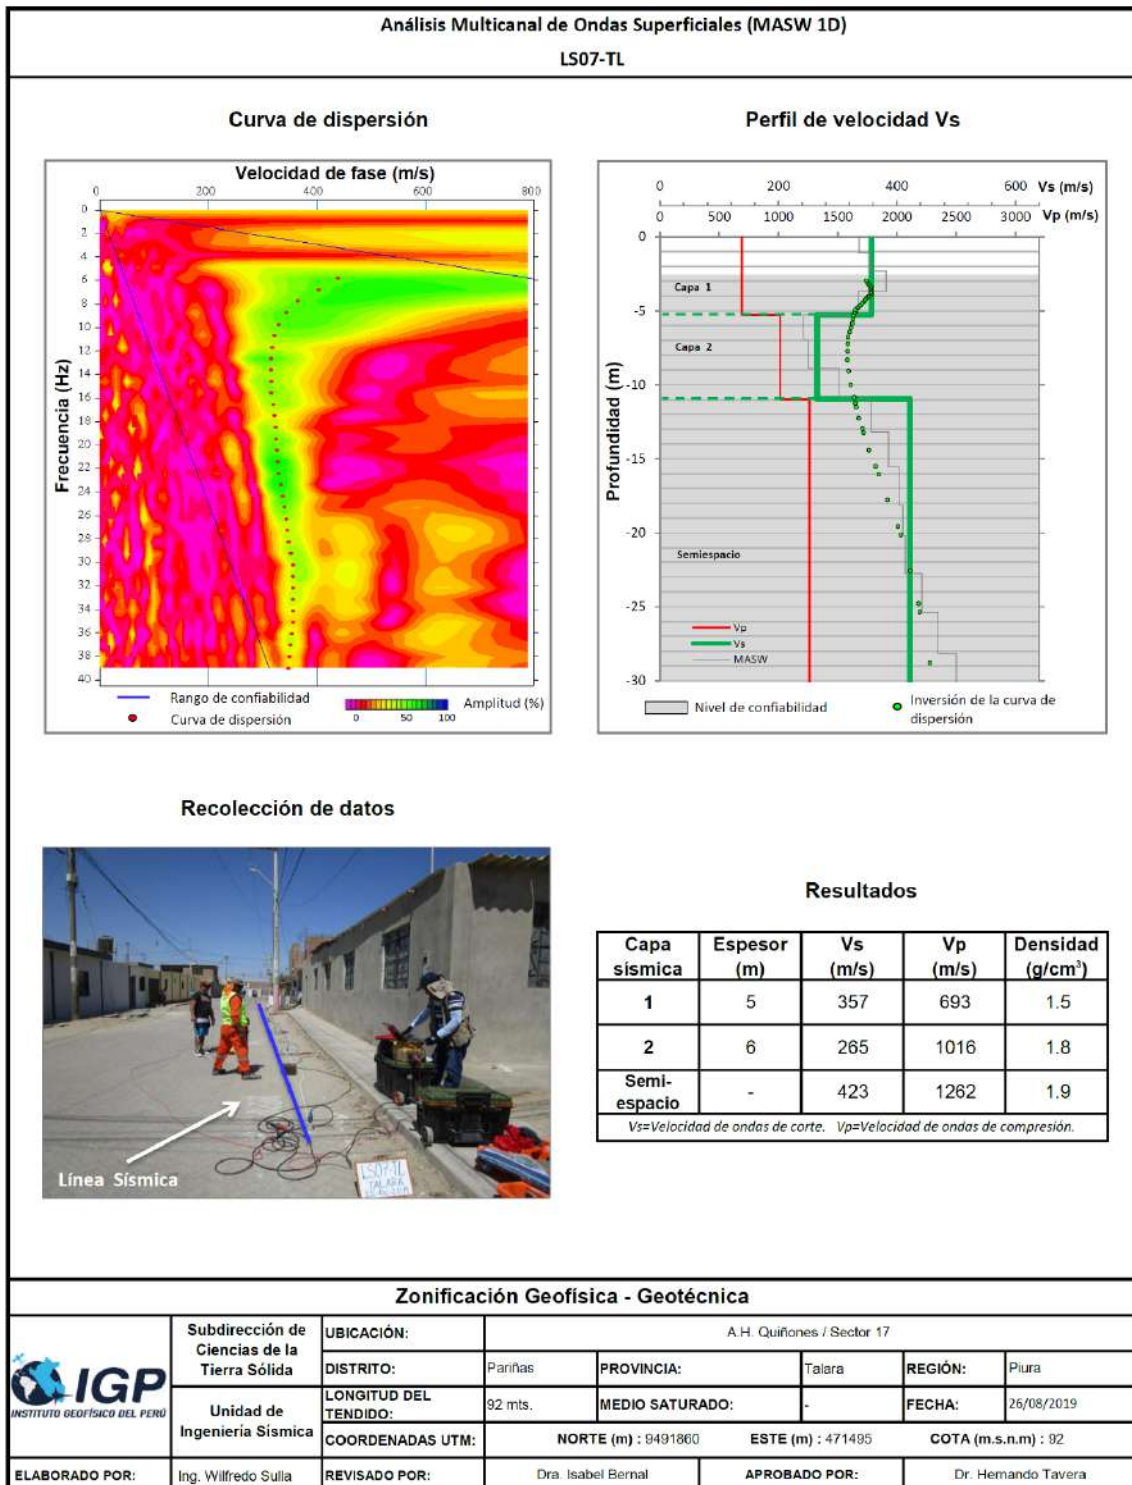 Análisis Multicanal de Ondas Superficiales (MASW 1D)
LS07-TL
Curva de dispersión
Velocidad de fase (m/s)
0 200 400 600 800
Frecuencia (Hz)
0
2
4
6
8
10
12
14
16
18
20
22
24
26
28
30
32
34
36
38
40
Rango de confiabilidad
Curva de dispersión
Amplitud (%)
0 50 100
Perfil de velocidad Vs
0 200 400 600 Vs (m/s)
0 500 1000 1500 2000 2500 3000 Vp (m/s)
Profundidad (m)
0
-5
-10
-15
-20
-25
-30
Capa 1
Capa 2
Semiespacio
Vp
Vs
MASW
Nivel de confiabilidad
Inversión de la curva de
dispersión
Recolección de datos
Línea Sísmica
LS07-TL
TALARA
Resultados
Capa sísmica Espesor (m) Vs (m/s) Vp (m/s) Densidad (g/cm³)
1 5 357 693 1.5
2 6 265 1016 1.8
Semi-espacio - 423 1262 1.9
Vs=Velocidad de ondas de corte. Vp=Velocidad de ondas de compresión.
Zonificación Geofísica - Geotécnica
IGP
INSTITUTO GEOFÍSICO DEL PERÚ
Subdirección de
Ciencias de la
Tierra Sólida
Unidad de
Ingeniería Sísmica
UBICACIÓN: A.H. Quiñones / Sector 17
DISTRITO: Pariñas PROVINCIA: Talara REGIÓN: Piura
LONGITUD DEL TENDIDO: 92 mts. MEDIO SATURADO: - FECHA: 26/08/2019
COORDENADAS UTM: NORTE (m) : 9491860 ESTE (m) : 471495 COTA (m.s.n.m) : 92
ELABORADO POR: Ing. Wilfredo Sulla REVISADO POR: Dra. Isabel Bernal APROBADO POR: Dr. Hernando Tavera